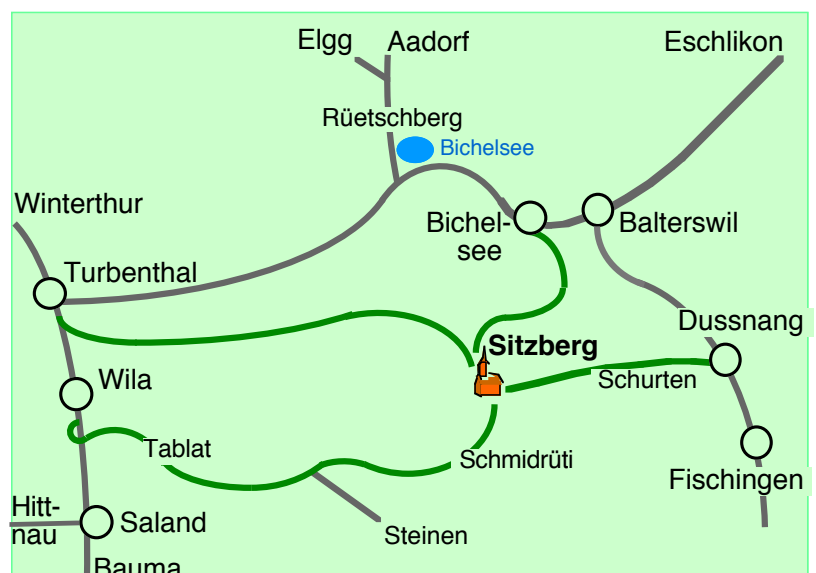 Elgg
Aadorf
Eschlikon
Rüetschberg
Bichelsee
Winterthur
Bichel-
see
Balterswil
Turbenthal
Dussnang
Sitzberg
Wila
Schurten
Tablat
Schmidrüti
Fischingen
Hitt-
nau
Saland
Steinen
Bauma